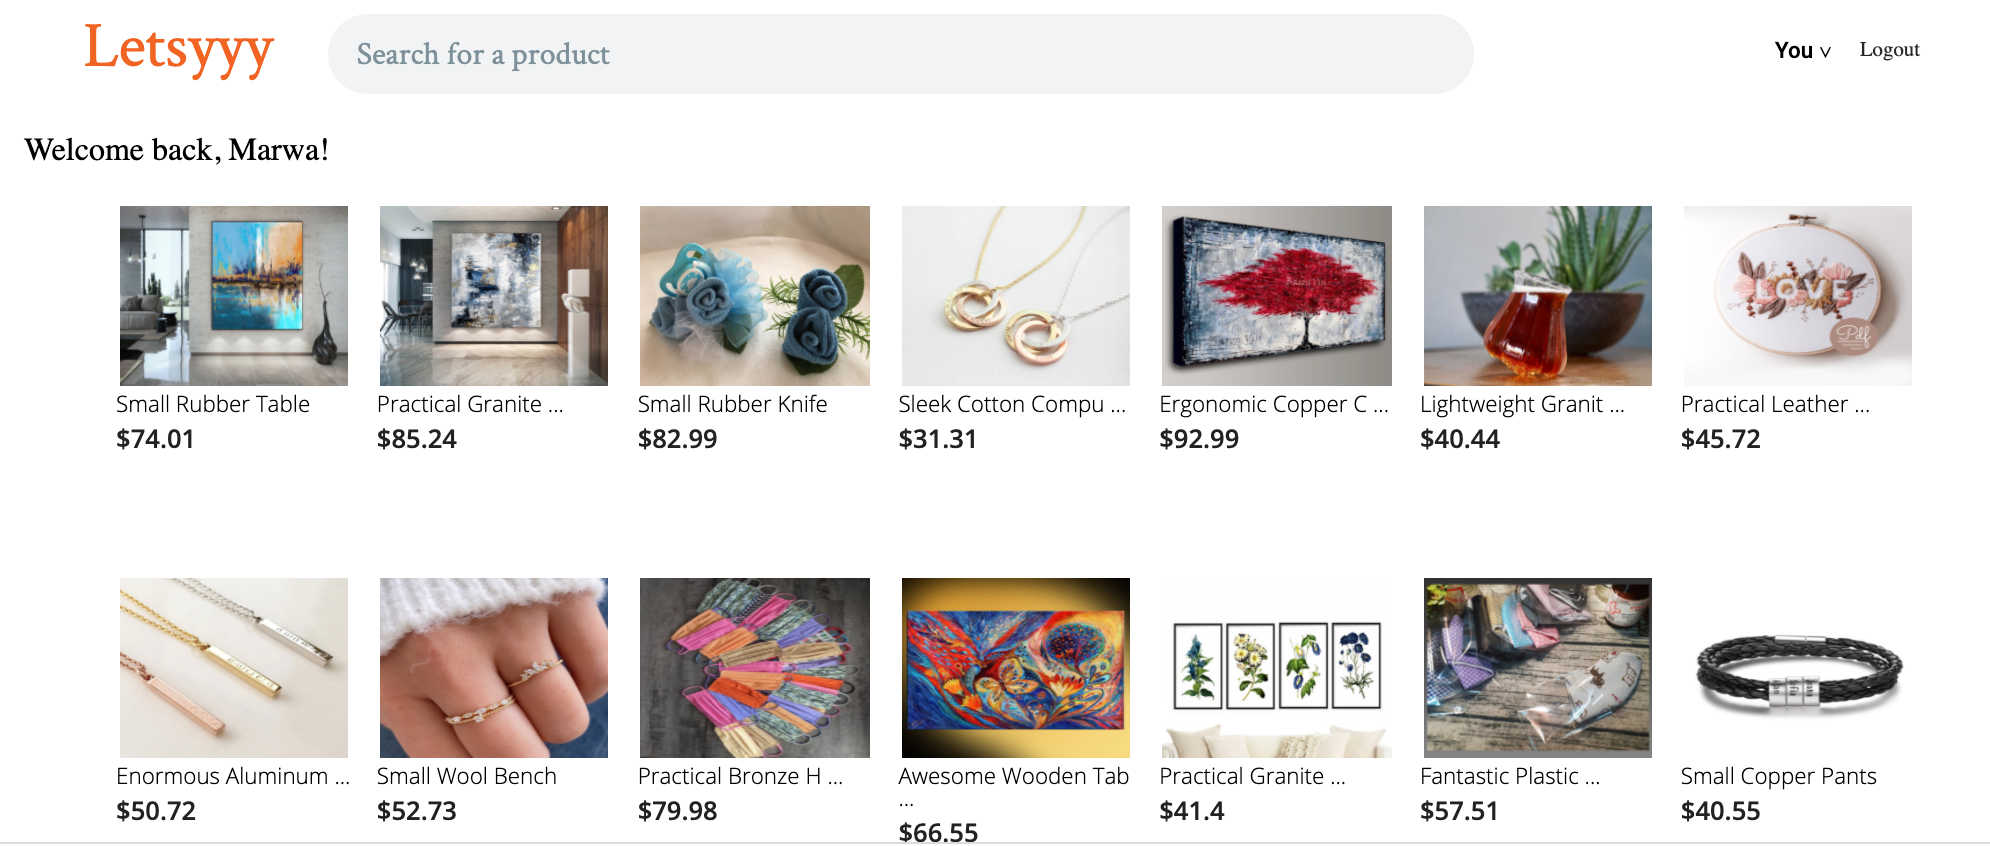 Letsyyy
Search for a product
You v
Logout
Welcome back, Marwa!
LOVE
Pdf
Small Rubber Table
$74.01
Practical Granite ...
$85.24
Small Rubber Knife
$82.99
Sleek Cotton Compu ...
$31.31
Ergonomic Copper C ...
$92.99
Lightweight Granit ...
$40.44
Practical Leather ...
$45.72
Enormous Aluminum ...
$50.72
Small Wool Bench
$52.73
Practical Bronze H ...
$79.98
Awesome Wooden Tab
...
$66.55
Practical Granite ...
$41.4
Fantastic Plastic ...
$57.51
Small Copper Pants
$40.55